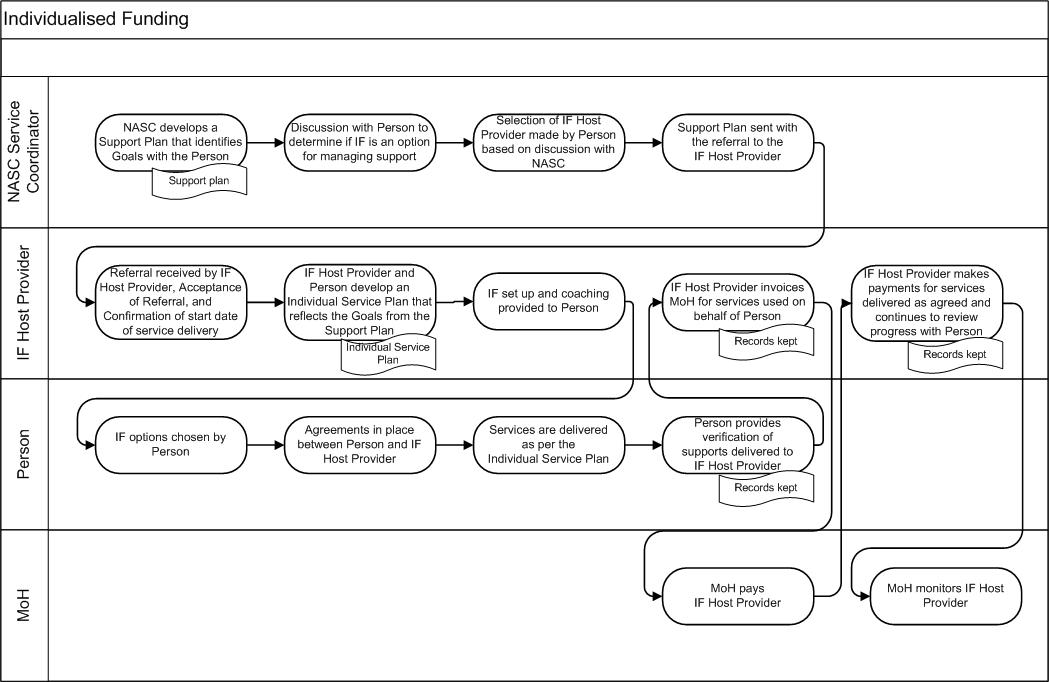 Individualised Funding
NASC Service
Coordinator
NASC develops a
Support Plan that identifies
Goals with the Person
Support plan
Discussion with Person to
determine if IF is an option
for managing support
Selection of IF Host
Provider made by Person
based on discussion with
NASC
Support Plan sent with
the referral to the
IF Host Provider
IF Host Provider
Referral received by IF
Host Provider, Acceptance
of Referral, and
Confirmation of start date
of service delivery
IF Host Provider and
Person develop an
Individual Service Plan that
reflects the Goals from the
Support Plan
Individual Service
Plan
IF set up and coaching
provided to Person
IF Host Provider invoices
MoH for services used on
behalf of Person
Records kept
IF Host Provider makes
payments for services
delivered as agreed and
continues to review
progress with Person
Records kept
Person
IF options chosen by
Person
Agreements in place
between Person and IF
Host Provider
Services are delivered
as per the
Individual Service Plan
Person provides
verification of
supports delivered to
IF Host Provider
Records kept
MoH
MoH pays
IF Host Provider
MoH monitors IF Host
Provider